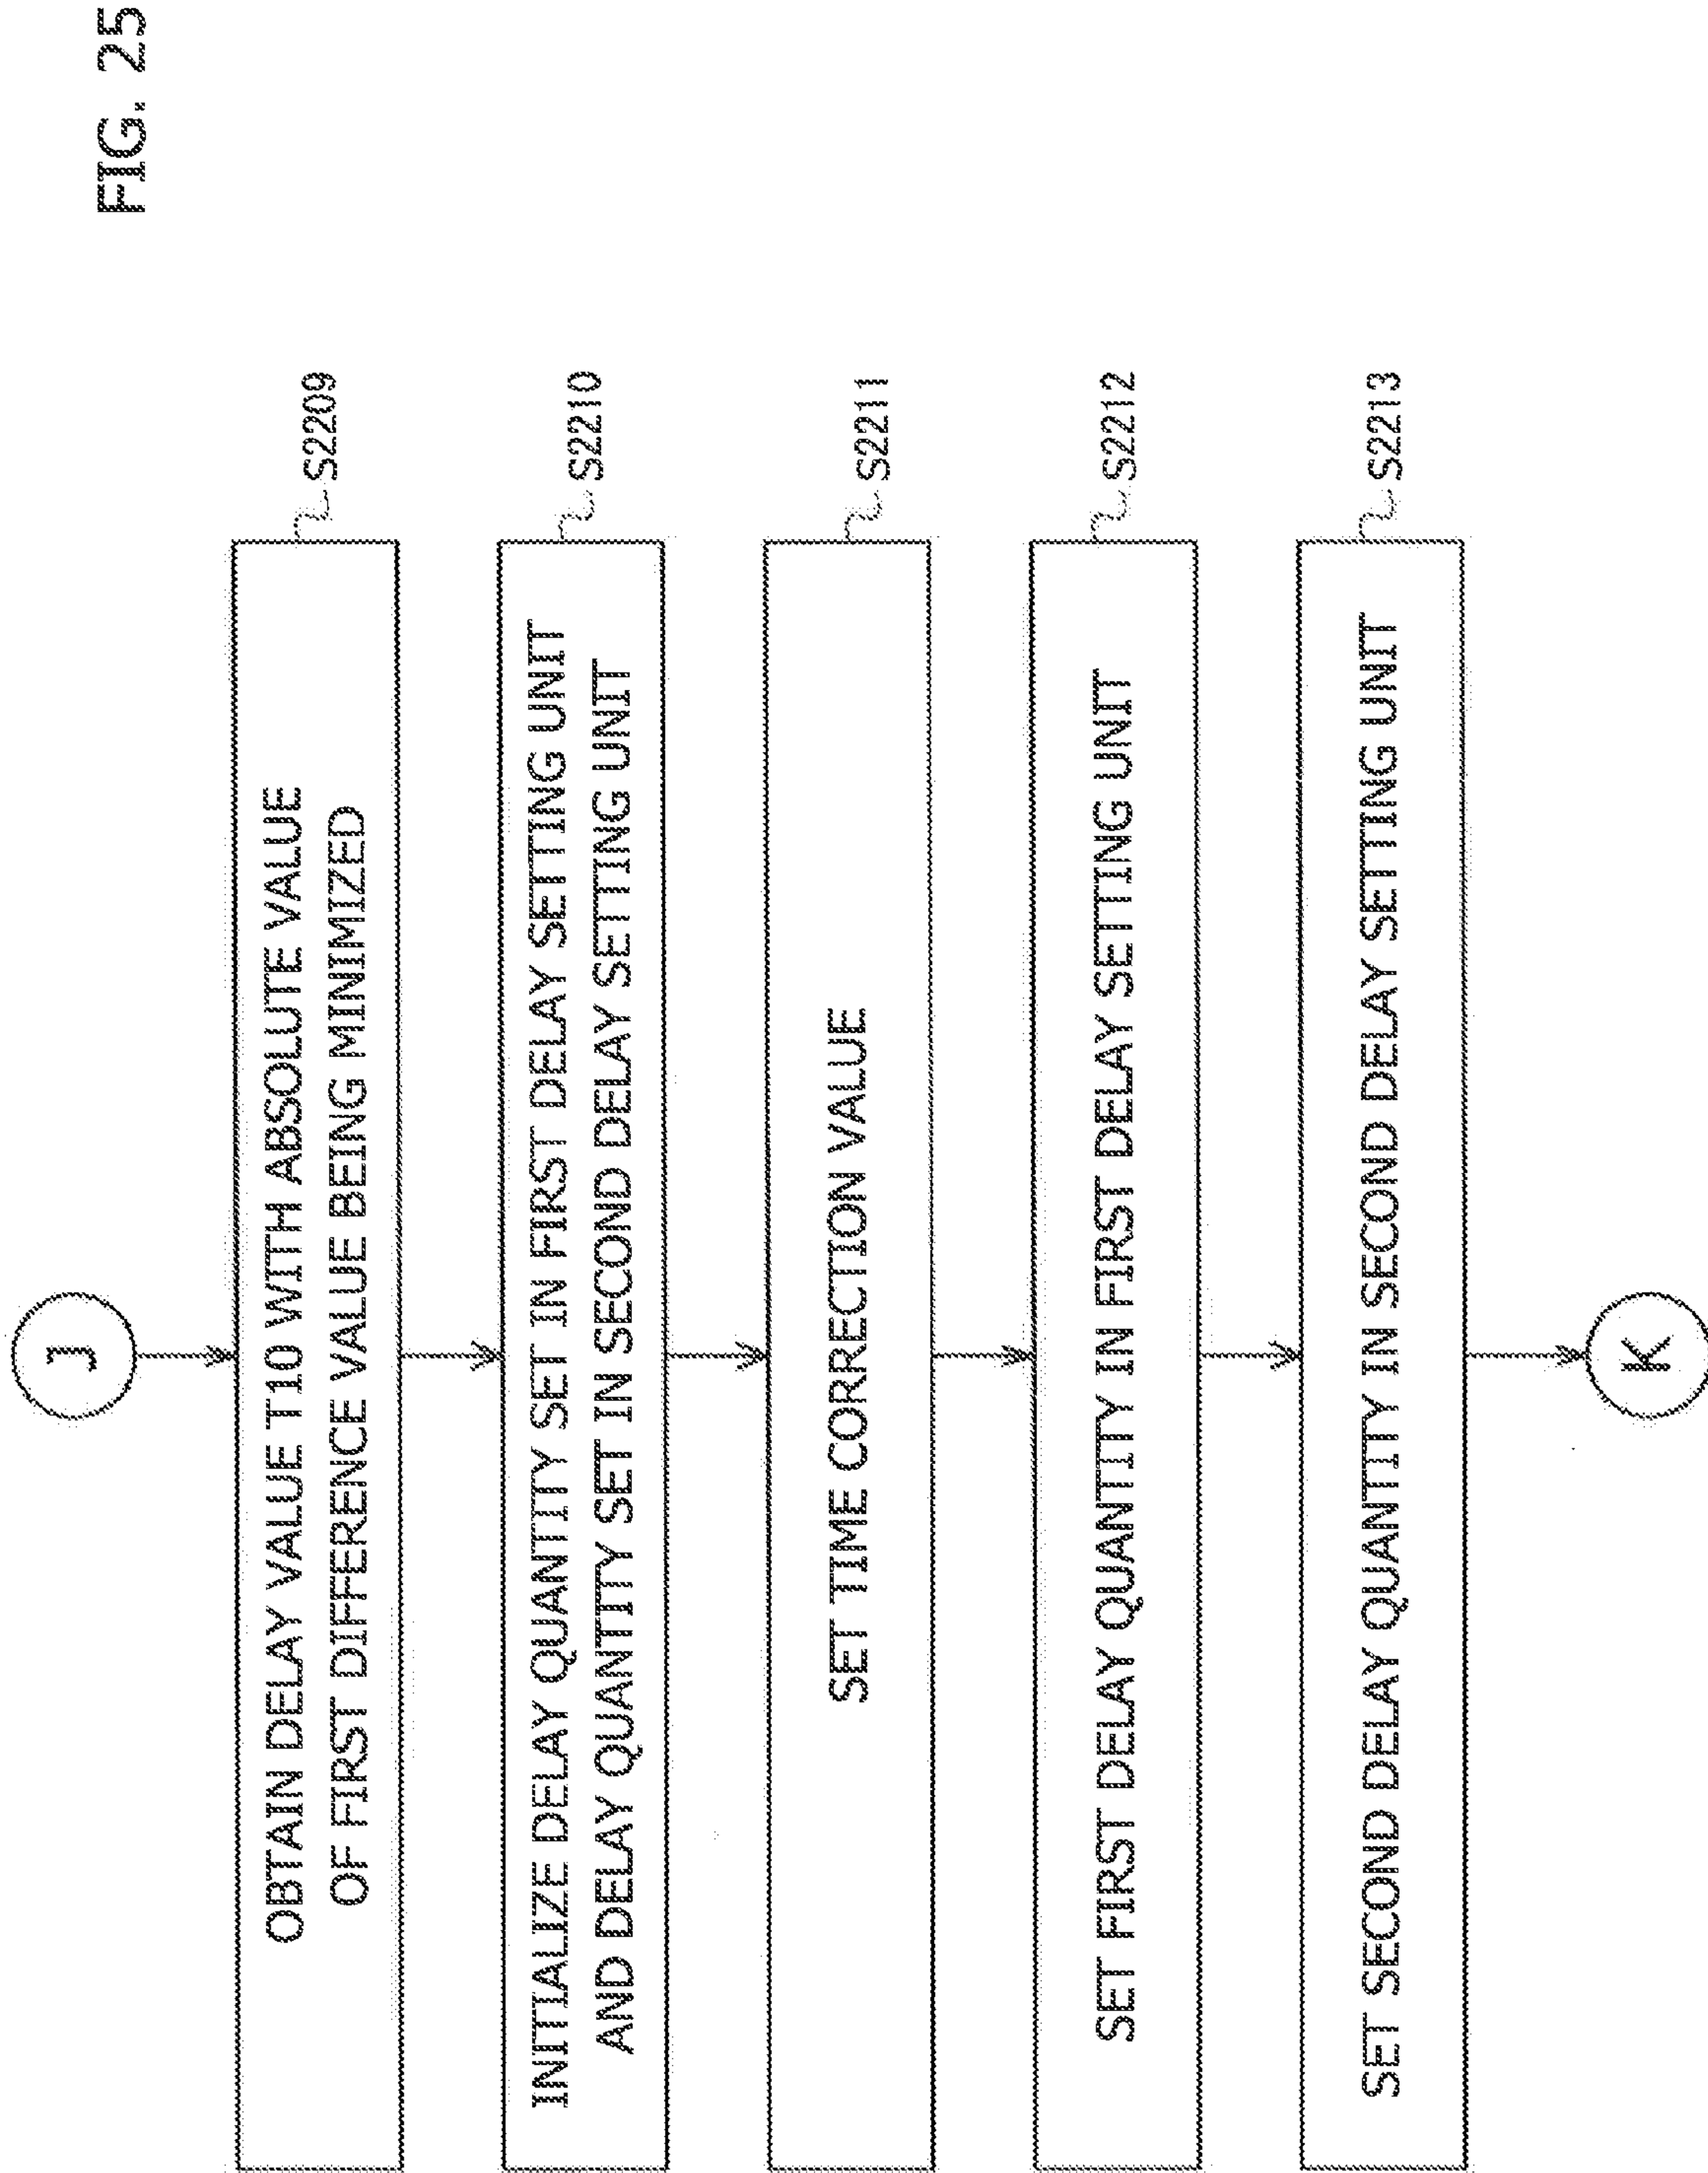 FIG. 25
J
OBTAIN DELAY VALUE T10 WITH ABSOLUTE VALUE
OF FIRST DIFFERENCE VALUE BEING MINIMIZED
S2209
INITIALIZE DELAY QUANTITY SET IN FIRST DELAY SETTING UNIT
AND DELAY QUANTITY SET IN SECOND DELAY SETTING UNIT
S2210
SET TIME CORRECTION VALUE
S2211
SET FIRST DELAY QUANTITY IN FIRST DELAY SETTING UNIT
S2212
SET SECOND DELAY QUANTITY IN SECOND DELAY SETTING UNIT
S2213
K